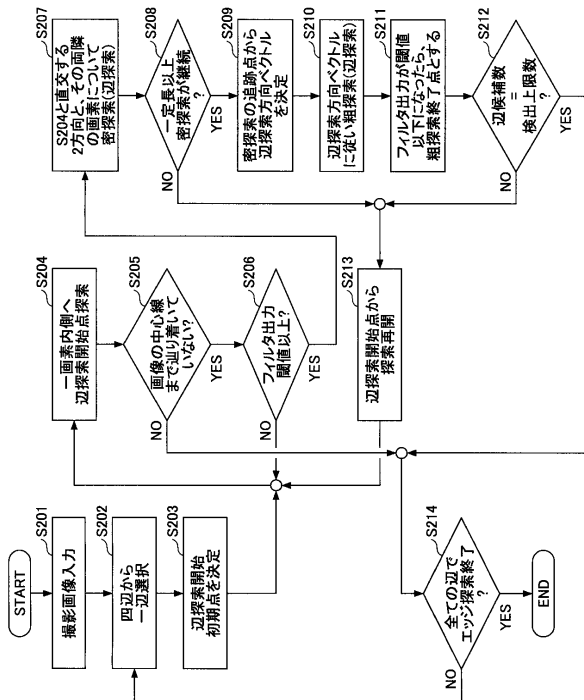 START
S201
撮影画像入力
S202
四辺から
一辺選択
S203
辺探索開始
初期点を決定
S204
一画素内側へ
辺探索開始点探索
S205
画像の中心線
まで辿り着いて
いない?
NO
YES
S206
フィルタ出力
閾値以上?
NO
YES
S207
S204と直交する
2方向と、その両隣
の画素について
密探索(辺探索)
S208
一定長以上
密探索が継続
?
NO
YES
S209
密探索の追跡点から
辺探索方向ベクトル
を決定
S210
辺探索方向ベクトル
に従い粗探索(辺探索)
S211
フィルタ出力が閾値
以下になったら、
粗探索終了点とする
S212
辺候補数
=
検出上限数
?
NO
YES
S213
辺探索開始点から
探索再開
S214
全ての辺で
エッジ探索終了
?
NO
YES
END